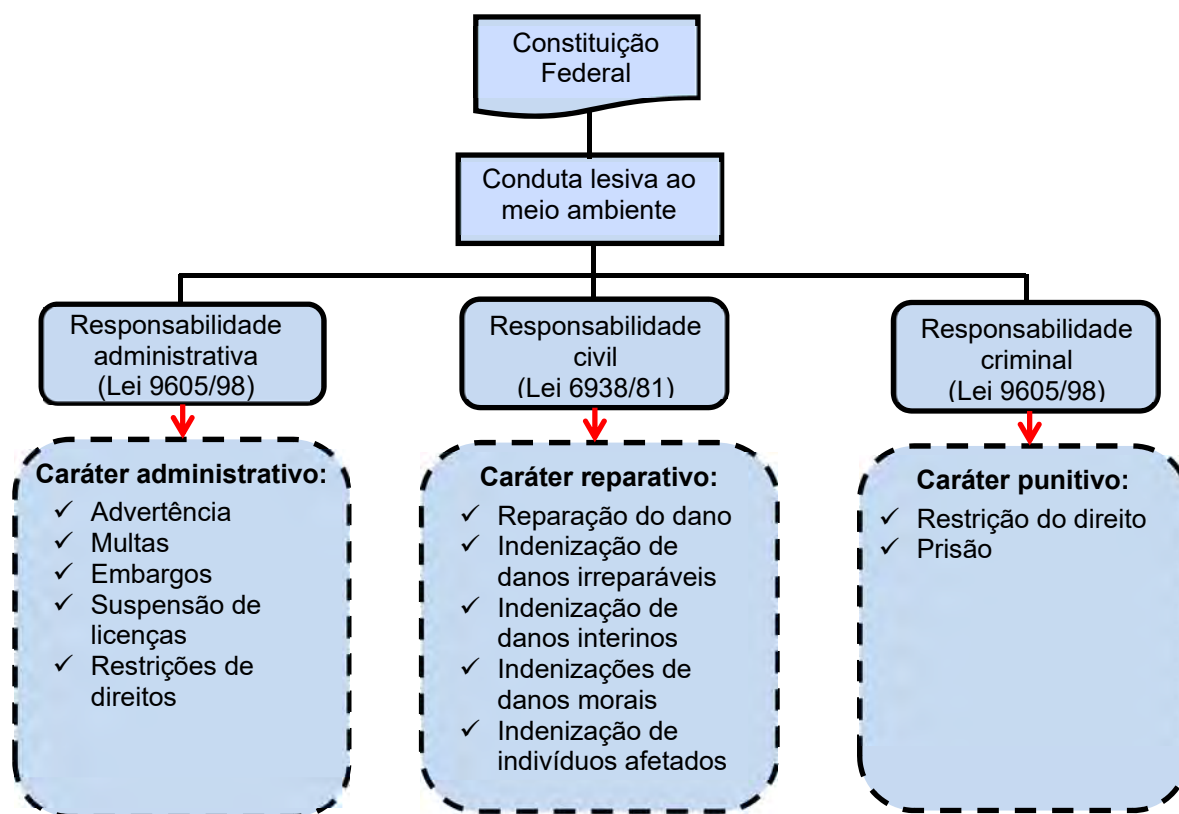 Constituição
Federal
Conduta lesiva ao
meio ambiente
Responsabilidade
administrativa
(Lei 9605/98)
Responsabilidade
civil
(Lei 6938/81)
Responsabilidade
criminal
(Lei 9605/98)
Caráter administrativo:
✓ Advertência
✓ Multas
✓ Embargos
✓ Suspensão de
licenças
✓ Restrições de
direitos
Caráter reparativo:
✓ Reparação do dano
✓ Indenização de
danos irreparáveis
✓ Indenização de
danos interinos
✓ Indenizações de
danos morais
✓ Indenização de
indivíduos afetados
Caráter punitivo:
✓ Restrição do direito
✓ Prisão